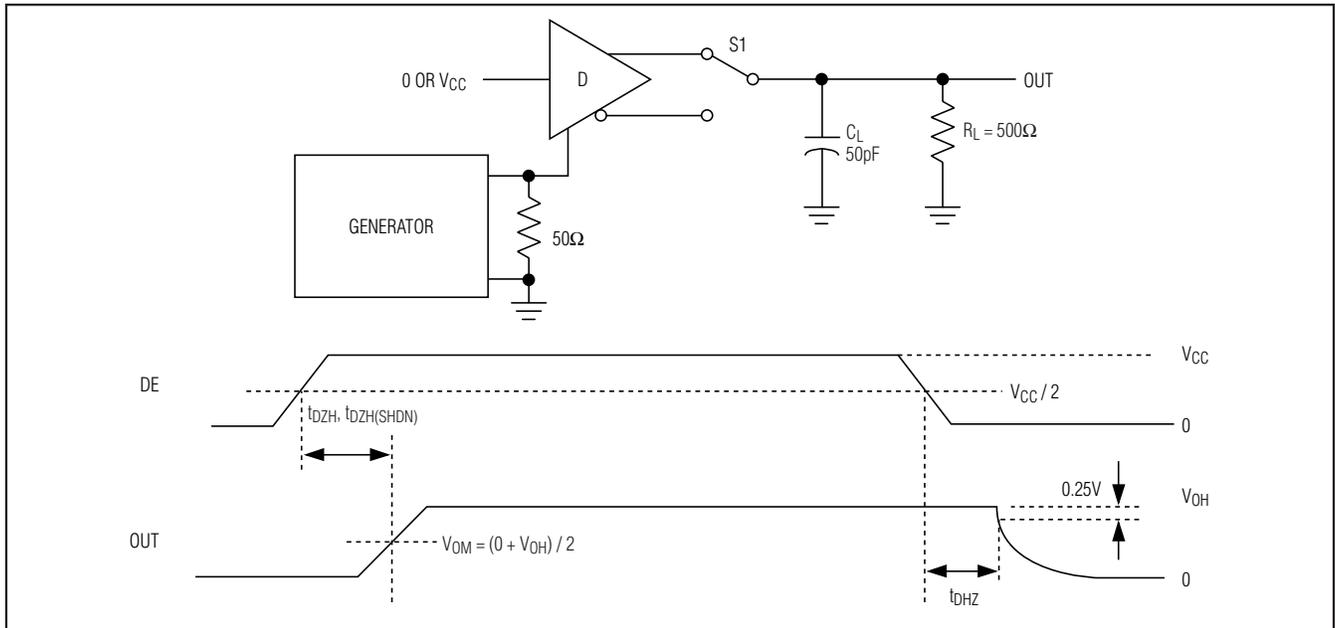 S1
0 OR VCC
D
OUT
CL
50pF
RL = 500Ω
GENERATOR
50Ω
VCC
DE
VCC / 2
tDZH, tDZH(SHDN)
0
0.25V
VOH
OUT
VOM = (0 + VOH) / 2
0
tDHZ